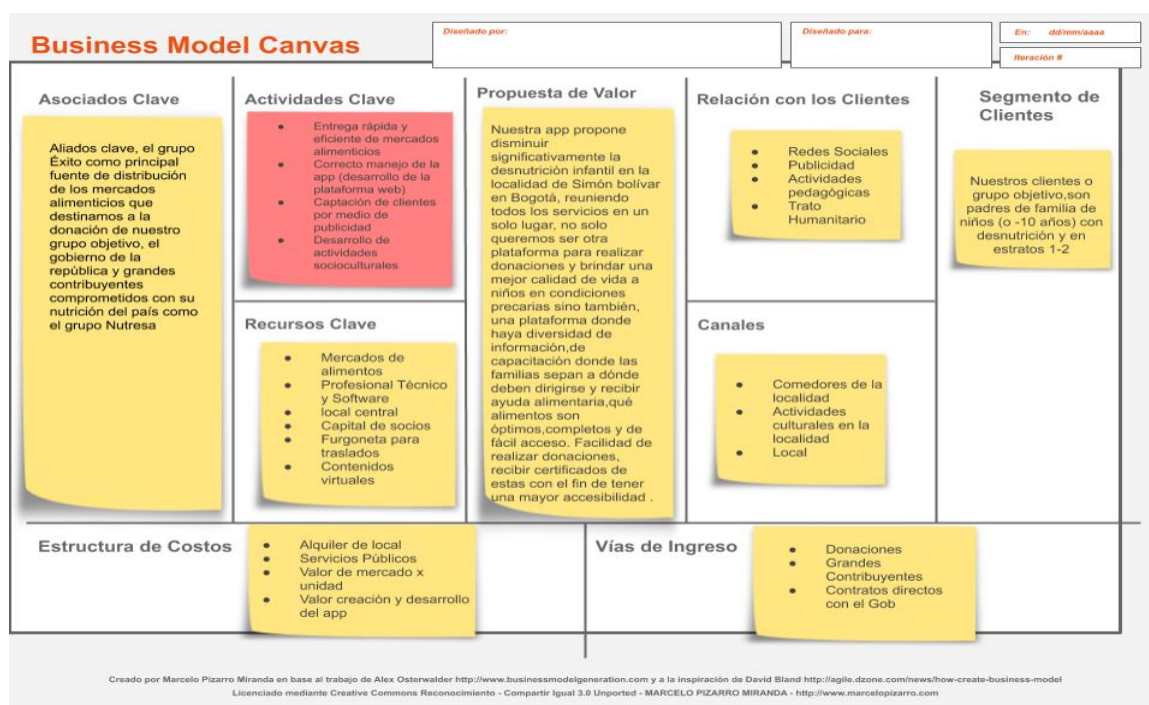 Business Model Canvas
Diseñado por:
Diseñado para:
En: dd/mm/aaaa
Iteración #
Asociados Clave
Aliados clave, el grupo
Éxito como principal
fuente de distribución
de los mercados
alimenticios que
destinamos a la
donación de nuestro
grupo objetivo, el
gobierno de la
república y grandes
contribuyentes
comprometidos con su
nutrición del país como
el grupo Nutresa
Actividades Clave
● Entrega rápida y
eficiente de mercados
alimenticios
● Correcto manejo de la
app (desarrollo de la
plataforma web)
● Captación de clientes
por medio de
publicidad
● Desarrollo de
actividades
socioculturales
Recursos Clave
● Mercados de
alimentos
● Profesional Técnico
y Software
● local central
● Capital de socios
● Furgoneta para
traslados
● Contenidos
virtuales
Propuesta de Valor
Nuestra app propone
disminuir
significativamente la
desnutrición infantil en la
localidad de Simón bolívar
en Bogotá, reuniendo
todos los servicios en un
solo lugar, no solo
queremos ser otra
plataforma para realizar
donaciones y brindar una
mejor calidad de vida a
niños en condiciones
precarias sino también,
una plataforma donde
haya diversidad de
información,de
capacitación donde las
familias sepan a dónde
deben dirigirse y recibir
ayuda alimentaria,qué
alimentos son
óptimos,completos y de
fácil acceso. Facilidad de
realizar donaciones,
recibir certificados de
estas con el fin de tener
una mayor accesibilidad .
Relación con los Clientes
● Redes Sociales
● Publicidad
● Actividades
pedagógicas
● Trato
Humanitario
Canales
● Comedores de la
localidad
● Actividades
culturales en la
localidad
● Local
Segmento de
Clientes
Nuestros clientes o
grupo objetivo,son
padres de familia de
niños (o -10 años) con
desnutrición y en
estratos 1-2
Estructura de Costos
● Alquiler de local
● Servicios Públicos
● Valor de mercado x
unidad
● Valor creación y desarrollo
del app
Vías de Ingreso
● Donaciones
● Grandes
Contribuyentes
● Contratos directos
con el Gob
Creado por Marcelo Pizarro Miranda en base al trabajo de Alex Osterwalder http://www.businessmodelgeneration.com y a la inspiración de David Bland http://agile.dzone.com/news/how-create-business-model
Licenciado mediante Creative Commons Reconocimiento - Compartir Igual 3.0 Unported - MARCELO PIZARRO MIRANDA - http://www.marcelopizarro.com